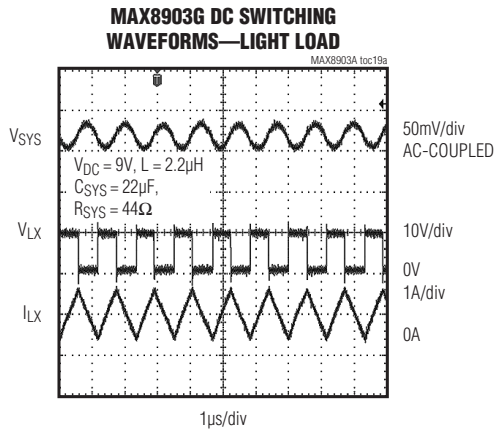 MAX8903G DC SWITCHING
WAVEFORMS—LIGHT LOAD
MAX8903A toc19a
VSYS
50mV/div
AC-COUPLED
VDC = 9V, L = 2.2µH
CSYS = 22µF,
RSYS = 44Ω
VLX
10V/div
0V
1A/div
ILX
0A
1µs/div